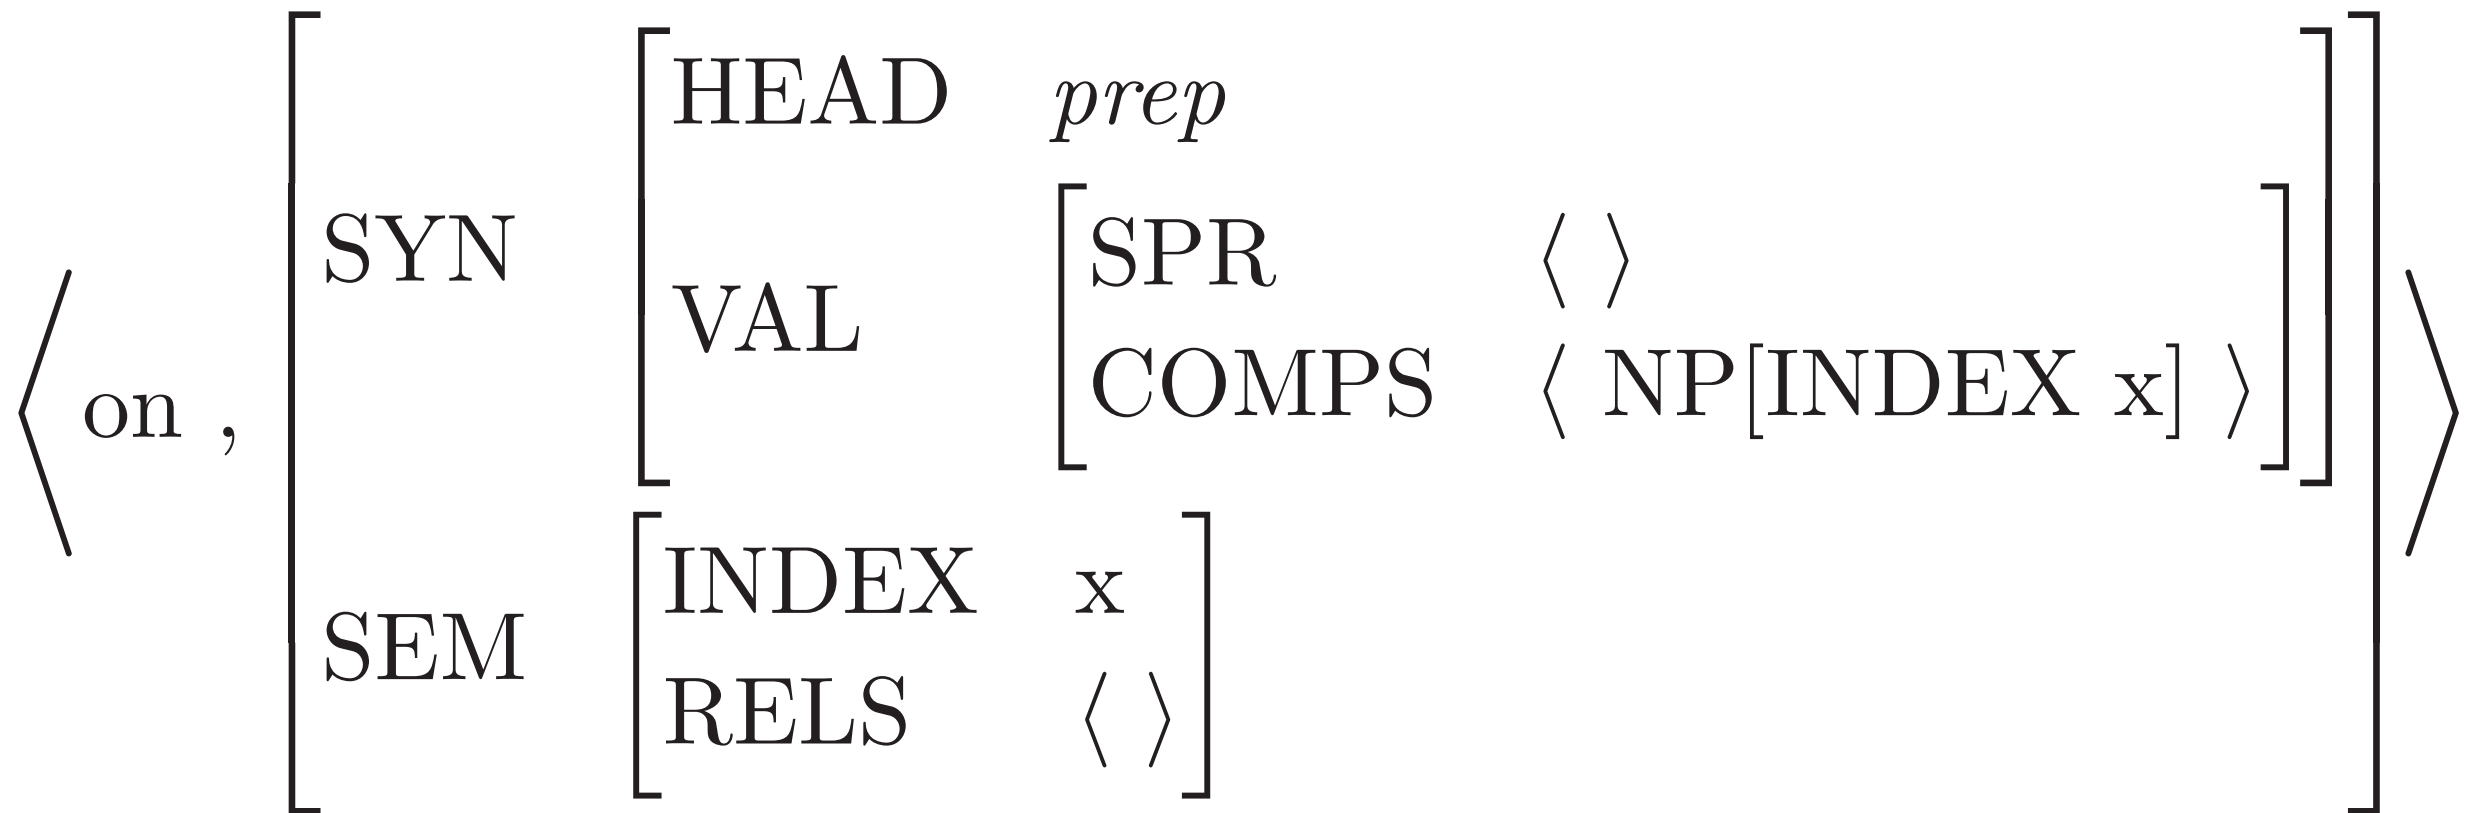 HEAD prep
SYN
SPR ⟨ ⟩
VAL
COMPS ⟨ NP[INDEX x] ⟩
⟨ on ,
INDEX x
SEM
RELS ⟨ ⟩ ⟩